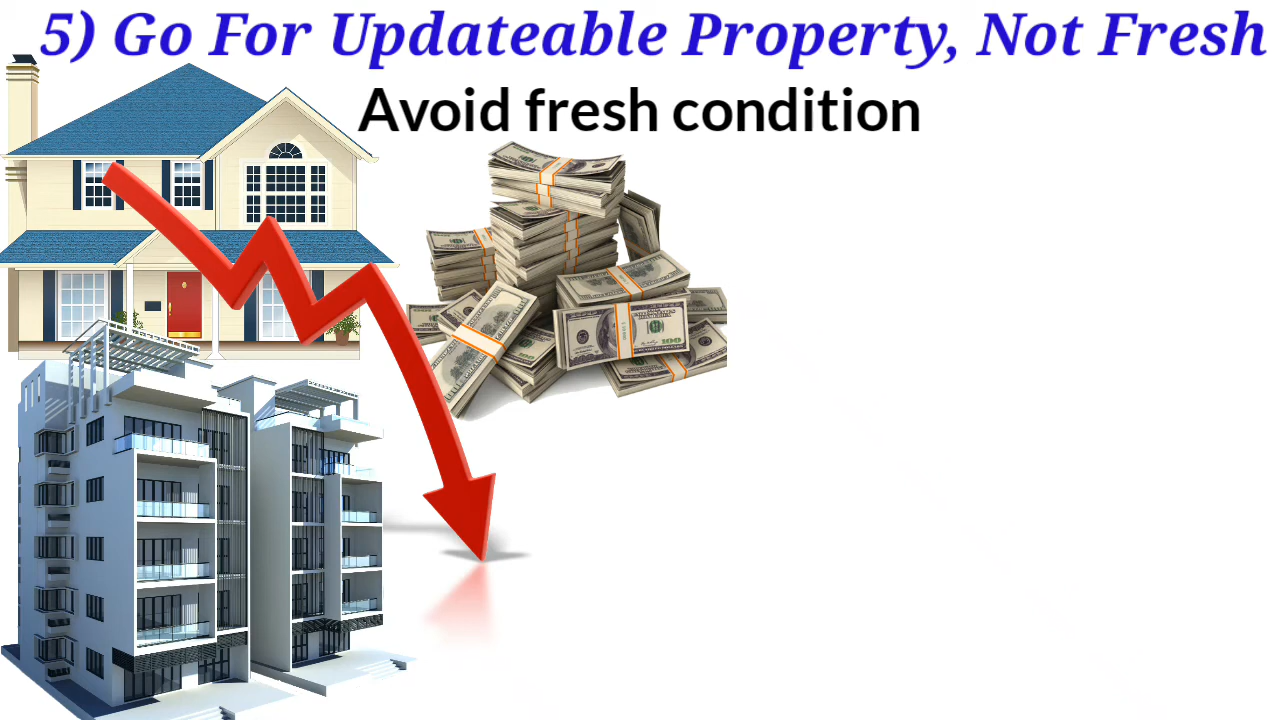 5) Go For Updateable Property, Not Fresh
Avoid fresh condition